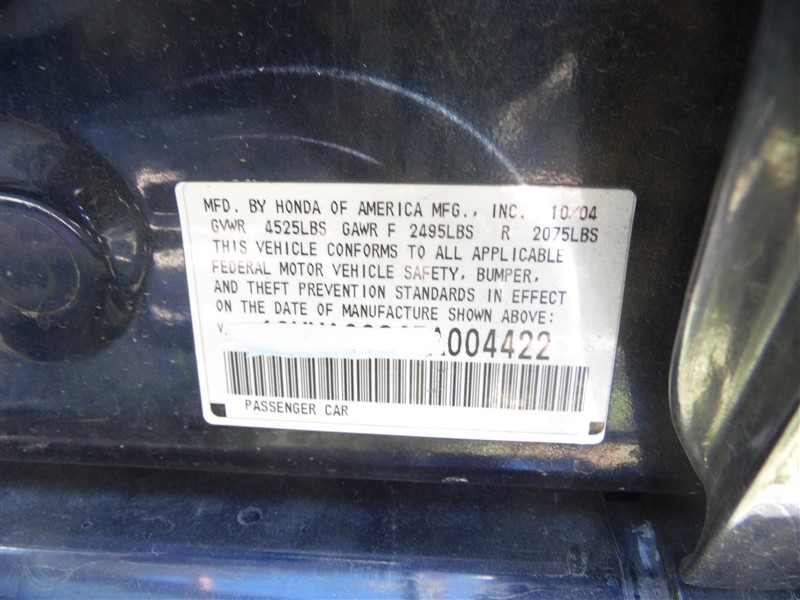 MFD. BY HONDA OF AMERICA MFG., INC. 10/04
GVWR 4525LBS GAWR F 2495LBS R 2075LBS
THIS VEHICLE CONFORMS TO ALL APPLICABLE
FEDERAL MOTOR VEHICLE SAFETY, BUMPER,
AND THEFT PREVENTION STANDARDS IN EFFECT
ON THE DATE OF MANUFACTURE SHOWN ABOVE:
A004422
PASSENGER CAR